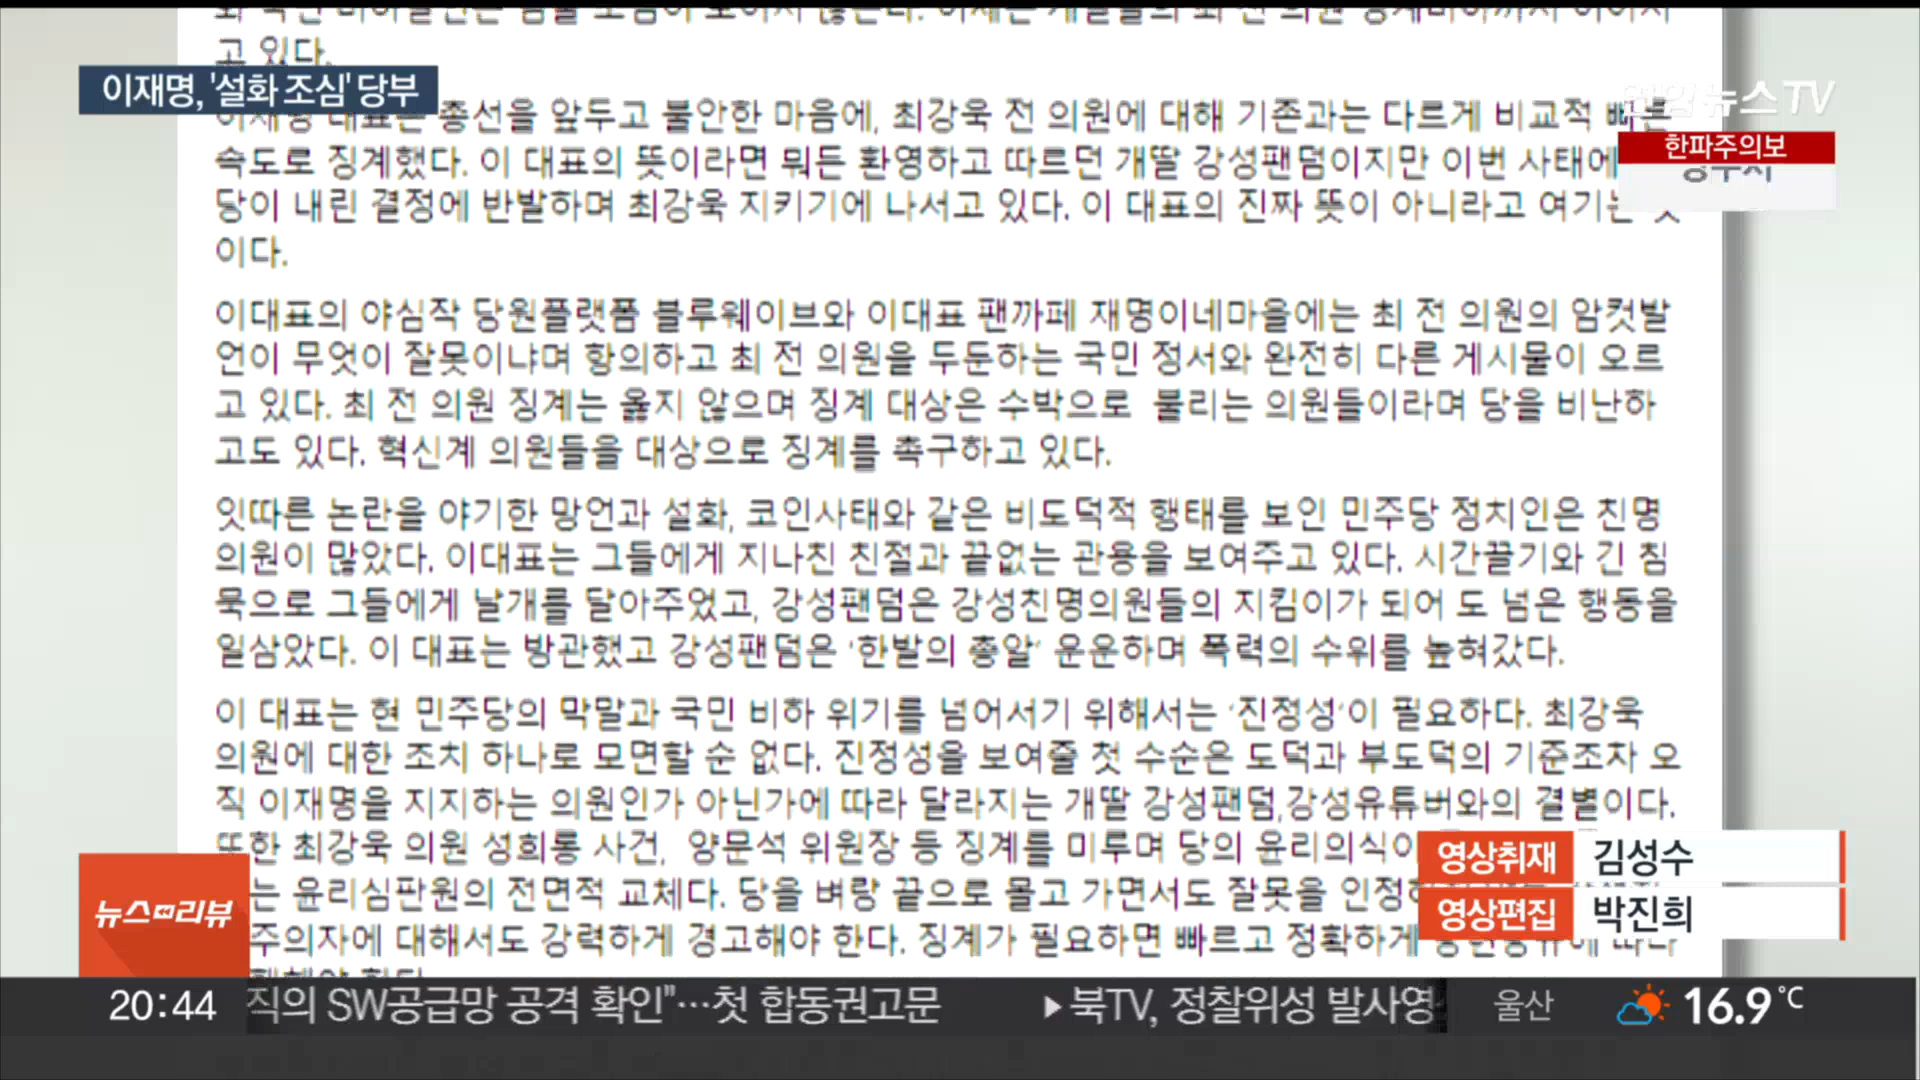 고 있다.
이재명, '설화 조심' 당부
연합뉴스TV
한파주의보
이재명 대표는 총선을 앞두고 불안한 마음에, 최강욱 전 의원에 대해 기존과는 다르게 비교적 빠른
속도로 징계했다. 이 대표의 뜻이라면 뭐든 환영하고 따르던 개딸 강성팬덤이지만 이번 사태에
당이 내린 결정에 반발하며 최강욱 지키기에 나서고 있다. 이 대표의 진짜 뜻이 아니라고 여기는 것
이다.
이대표의 야심작 당원플랫폼 블루웨이브와 이대표 팬까페 재명이네마을에는 최 전 의원의 암컷발
언이 무엇이 잘못이냐며 항의하고 최 전 의원을 두둔하는 국민 정서와 완전히 다른 게시물이 오르
고 있다. 최 전 의원 징계는 옳지 않으며 징계 대상은 수박으로 불리는 의원들이라며 당을 비난하
고도 있다. 혁신계 의원들을 대상으로 징계를 촉구하고 있다.
잇따른 논란을 야기한 망언과 설화, 코인사태와 같은 비도덕적 행태를 보인 민주당 정치인은 친명
의원이 많았다. 이대표는 그들에게 지나친 친절과 끝없는 관용을 보여주고 있다. 시간끌기와 긴 침
묵으로 그들에게 날개를 달아주었고, 강성팬덤은 강성친명의원들의 지킴이가 되어 도 넘은 행동을
일삼았다. 이 대표는 방관했고 강성팬덤은 '한발의 총알' 운운하며 폭력의 수위를 높혀갔다.
이 대표는 현 민주당의 막말과 국민 비하 위기를 넘어서기 위해서는 '진정성'이 필요하다. 최강욱
의원에 대한 조치 하나로 모면할 순 없다. 진정성을 보여줄 첫 수순은 도덕과 부도덕의 기준조차 오
직 이재명을 지지하는 의원인가 아닌가에 따라 달라지는 개딸 강성팬덤,강성유튜버와의 결별이다.
또한 최강욱 의원 성희롱 사건, 양문석 위원장 등 징계를 미루며 당의 윤리의식이
는 윤리심판원의 전면적 교체다. 당을 벼랑 끝으로 몰고 가면서도 잘못을 인정하
주의자에 대해서도 강력하게 경고해야 한다. 징계가 필요하면 빠르고 정확하게
영상취재 김성수
영상편집 박진희
뉴스리뷰
20:44 직의 SW공급망 공격 확인"…첫 합동권고문 ▶북TV, 정찰위성 발사영 울산 16.9℃